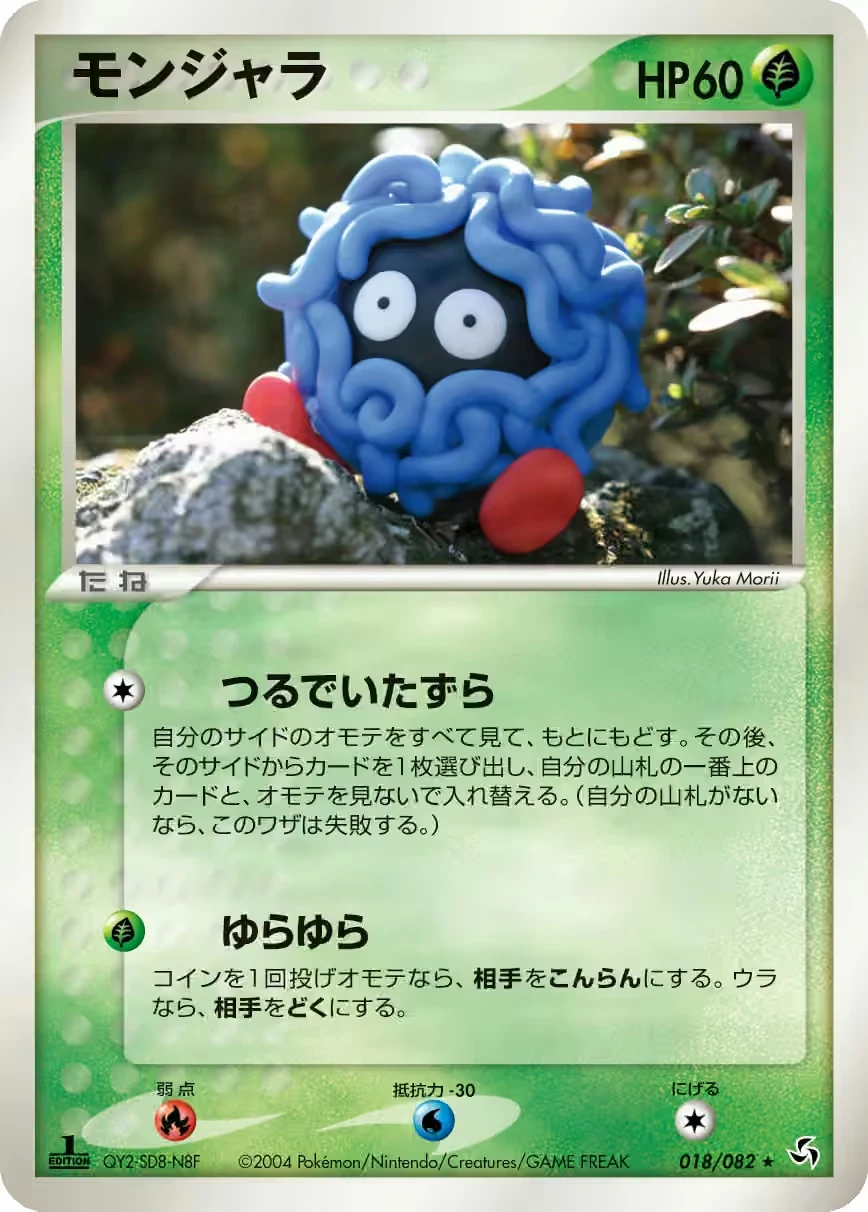 モンジャラ
HP60
たね
Illus. Yuka Morii
つるでいたずら
自分のサイドのオモテをすべて見て、もとにもどす。その後、
そのサイドからカードを1枚選び出し、自分の山札の一番上の
カードと、オモテを見ないで入れ替える。（自分の山札がない
なら、このワザは失敗する。）
ゆらゆら
コインを1回投げオモテなら、相手をこんらんにする。ウラ
なら、相手をどくにする。
弱点
抵抗力 -30
にげる
1 EDITION
QY2-SD8-N8F
©2004 Pokémon/Nintendo/Creatures/GAME FREAK
018/082 ★